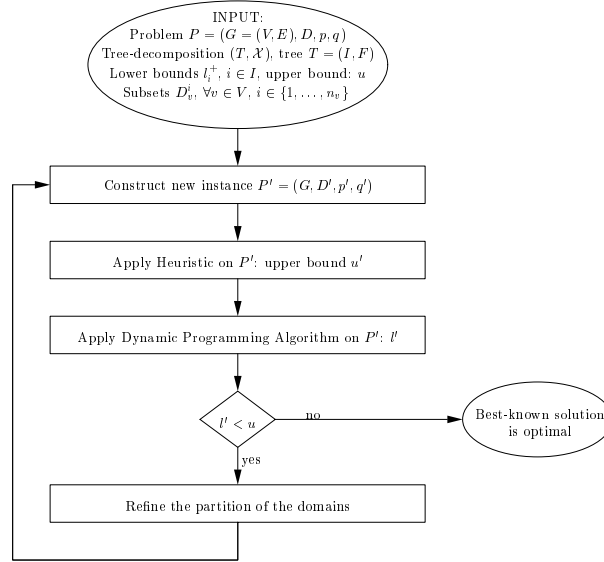 INPUT:
Problem P = (G = (V, E), D, p, q)
Tree-decomposition (T, 𝒳), tree T = (I, F)
Lower bounds l_i^+, i ∈ I, upper bound: u
Subsets D_v^i, ∀v ∈ V, i ∈ {1, . . . , n_v}
Construct new instance P′ = (G, D′, p′, q′)
Apply Heuristic on P′: upper bound u′
Apply Dynamic Programming Algorithm on P′: l′
l′ < u
no
Best-known solution
is optimal
yes
Refine the partition of the domains